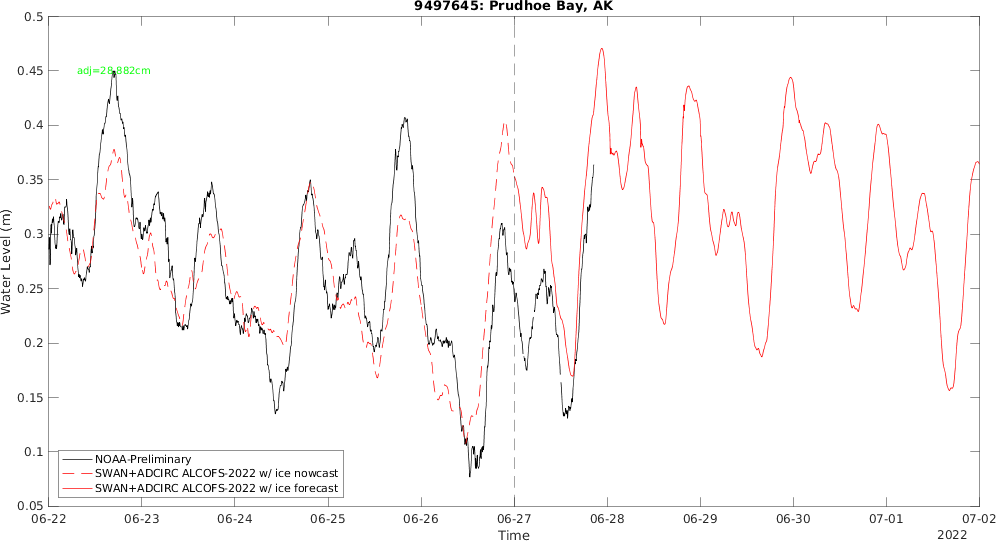 9497645: Prudhoe Bay, AK
0.5
0.45
0.4
0.35
0.3
0.25
0.2
0.15
0.1
0.05
Water Level (m)
adj=28.882cm
NOAA-Preliminary
SWAN+ADCIRC ALCOFS-2022 w/ ice nowcast
SWAN+ADCIRC ALCOFS-2022 w/ ice forecast
06-22 06-23 06-24 06-25 06-26 06-27 06-28 06-29 06-30 07-01 07-02
Time
2022